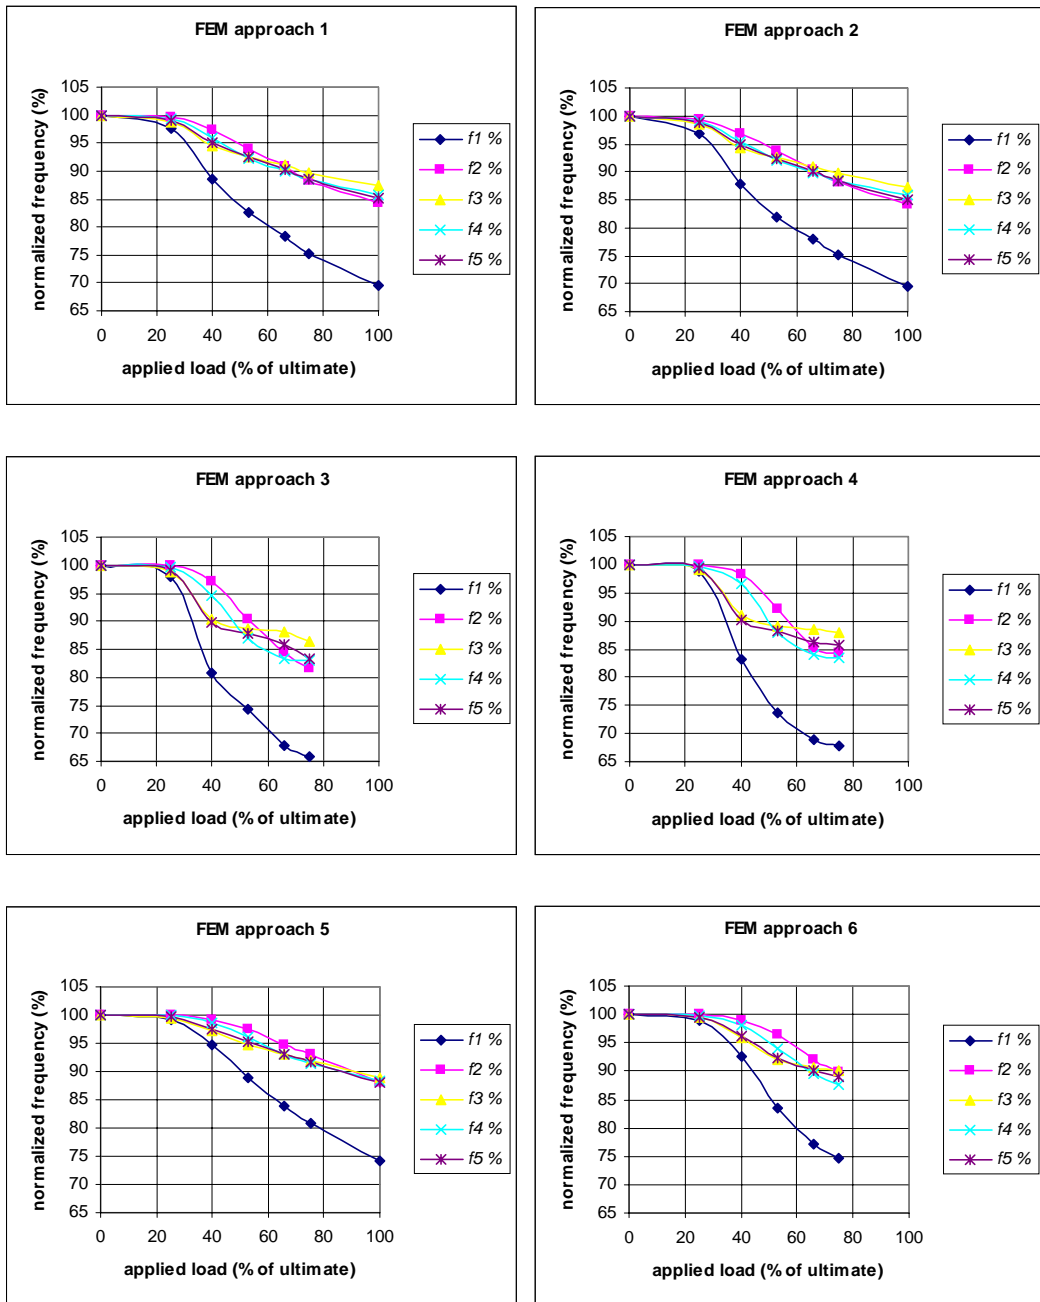 FEM approach 1
normalized frequency (%)
105
100
95
90
85
80
75
70
65
0 20 40 60 80 100
applied load (% of ultimate)
f1 %
f2 %
f3 %
f4 %
f5 %
FEM approach 2
normalized frequency (%)
105
100
95
90
85
80
75
70
65
0 20 40 60 80 100
applied load (% of ultimate)
f1 %
f2 %
f3 %
f4 %
f5 %
FEM approach 3
normalized frequency (%)
105
100
95
90
85
80
75
70
65
0 20 40 60 80 100
applied load (% of ultimate)
f1 %
f2 %
f3 %
f4 %
f5 %
FEM approach 4
normalized frequency (%)
105
100
95
90
85
80
75
70
65
0 20 40 60 80 100
applied load (% of ultimate)
f1 %
f2 %
f3 %
f4 %
f5 %
FEM approach 5
normalized frequency (%)
105
100
95
90
85
80
75
70
65
0 20 40 60 80 100
applied load (% of ultimate)
f1 %
f2 %
f3 %
f4 %
f5 %
FEM approach 6
normalized frequency (%)
105
100
95
90
85
80
75
70
65
0 20 40 60 80 100
applied load (% of ultimate)
f1 %
f2 %
f3 %
f4 %
f5 %